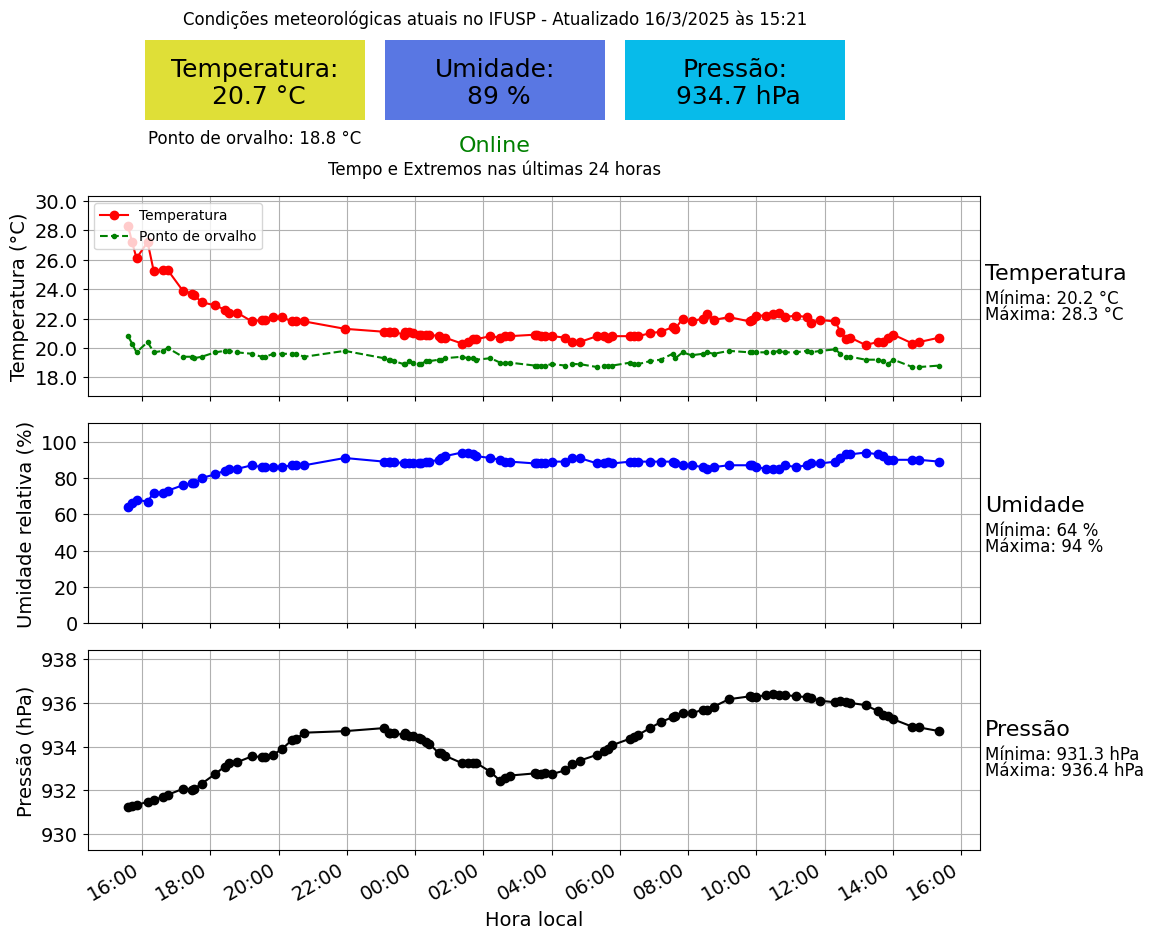 Condições meteorológicas atuais no IFUSP - Atualizado 16/3/2025 às 15:21
Temperatura:
20.7 °C
Umidade:
89 %
Pressão:
934.7 hPa
Ponto de orvalho: 18.8 °C
Online
Tempo e Extremos nas últimas 24 horas
Temperatura (°C)
30.0
28.0
26.0
24.0
22.0
20.0
18.0
Temperatura
Ponto de orvalho
Temperatura
Mínima: 20.2 °C
Máxima: 28.3 °C
Umidade relativa (%)
100
80
60
40
20
0
Umidade
Mínima: 64 %
Máxima: 94 %
Pressão (hPa)
938
936
934
932
930
Pressão
Mínima: 931.3 hPa
Máxima: 936.4 hPa
16:00 18:00 20:00 22:00 00:00 02:00 04:00 06:00 08:00 10:00 12:00 14:00 16:00
Hora local